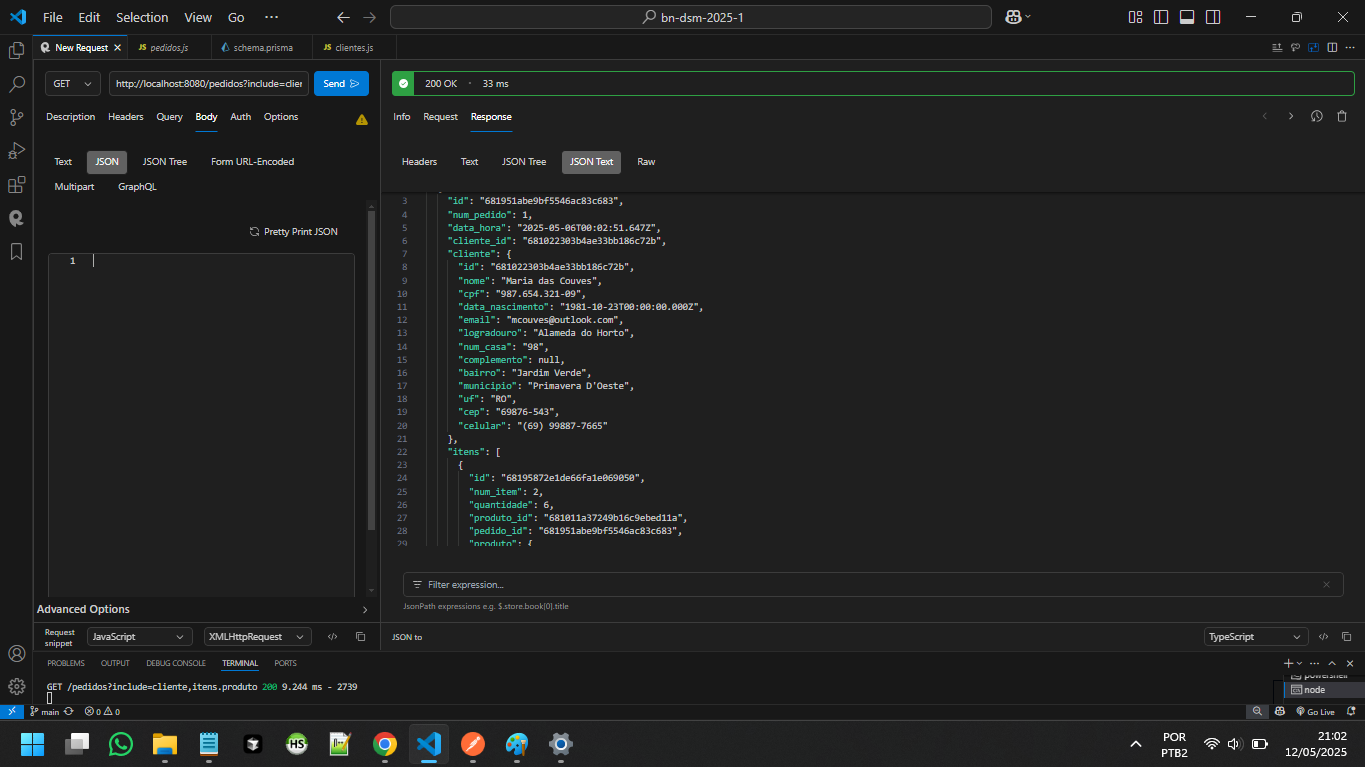 File Edit Selection View Go ··· bn-dsm-2025-1
New Request pedidos.js schema.prisma clientes.js
GET http://localhost:8080/pedidos?include=clier Send
200 OK · 33 ms
Description Headers Query Body Auth Options
Info Request Response
Text JSON JSON Tree Form URL-Encoded
Multipart GraphQL
Headers Text JSON Tree JSON Text Raw
Pretty Print JSON
1
3 "id": "681951abe9bf5546ac83c683",
4 "num_pedido": 1,
5 "data_hora": "2025-05-06T00:02:51.647Z",
6 "cliente_id": "681022303b4ae33bb186c72b",
7 "cliente": {
8 "id": "681022303b4ae33bb186c72b",
9 "nome": "Maria das Couves",
10 "cpf": "987.654.321-09",
11 "data_nascimento": "1981-10-23T00:00:00.000Z",
12 "email": "mcouves@outlook.com",
13 "logradouro": "Alameda do Horto",
14 "num_casa": "98",
15 "complemento": null,
16 "bairro": "Jardim Verde",
17 "municipio": "Primavera D'Oeste",
18 "uf": "RO",
19 "cep": "69876-543",
20 "celular": "(69) 99887-7665"
21 },
22 "itens": [
23 {
24 "id": "68195872e1de66fa1e069050",
25 "num_item": 2,
26 "quantidade": 6,
27 "produto_id": "681011a37249b16c9ebed11a",
28 "pedido_id": "681951abe9bf5546ac83c683",
29 "produto": {
Filter expression...
JsonPath expressions e.g. $.store.book[0].title
Advanced Options
Request snippet JavaScript XMLHttpRequest
JSON to TypeScript
PROBLEMS OUTPUT DEBUG CONSOLE TERMINAL PORTS
GET /pedidos?include=cliente,itens.produto 200 9.244 ms - 2739
powershell
node
main 0 0 Go Live
HS
POR
PTB2
21:02
12/05/2025